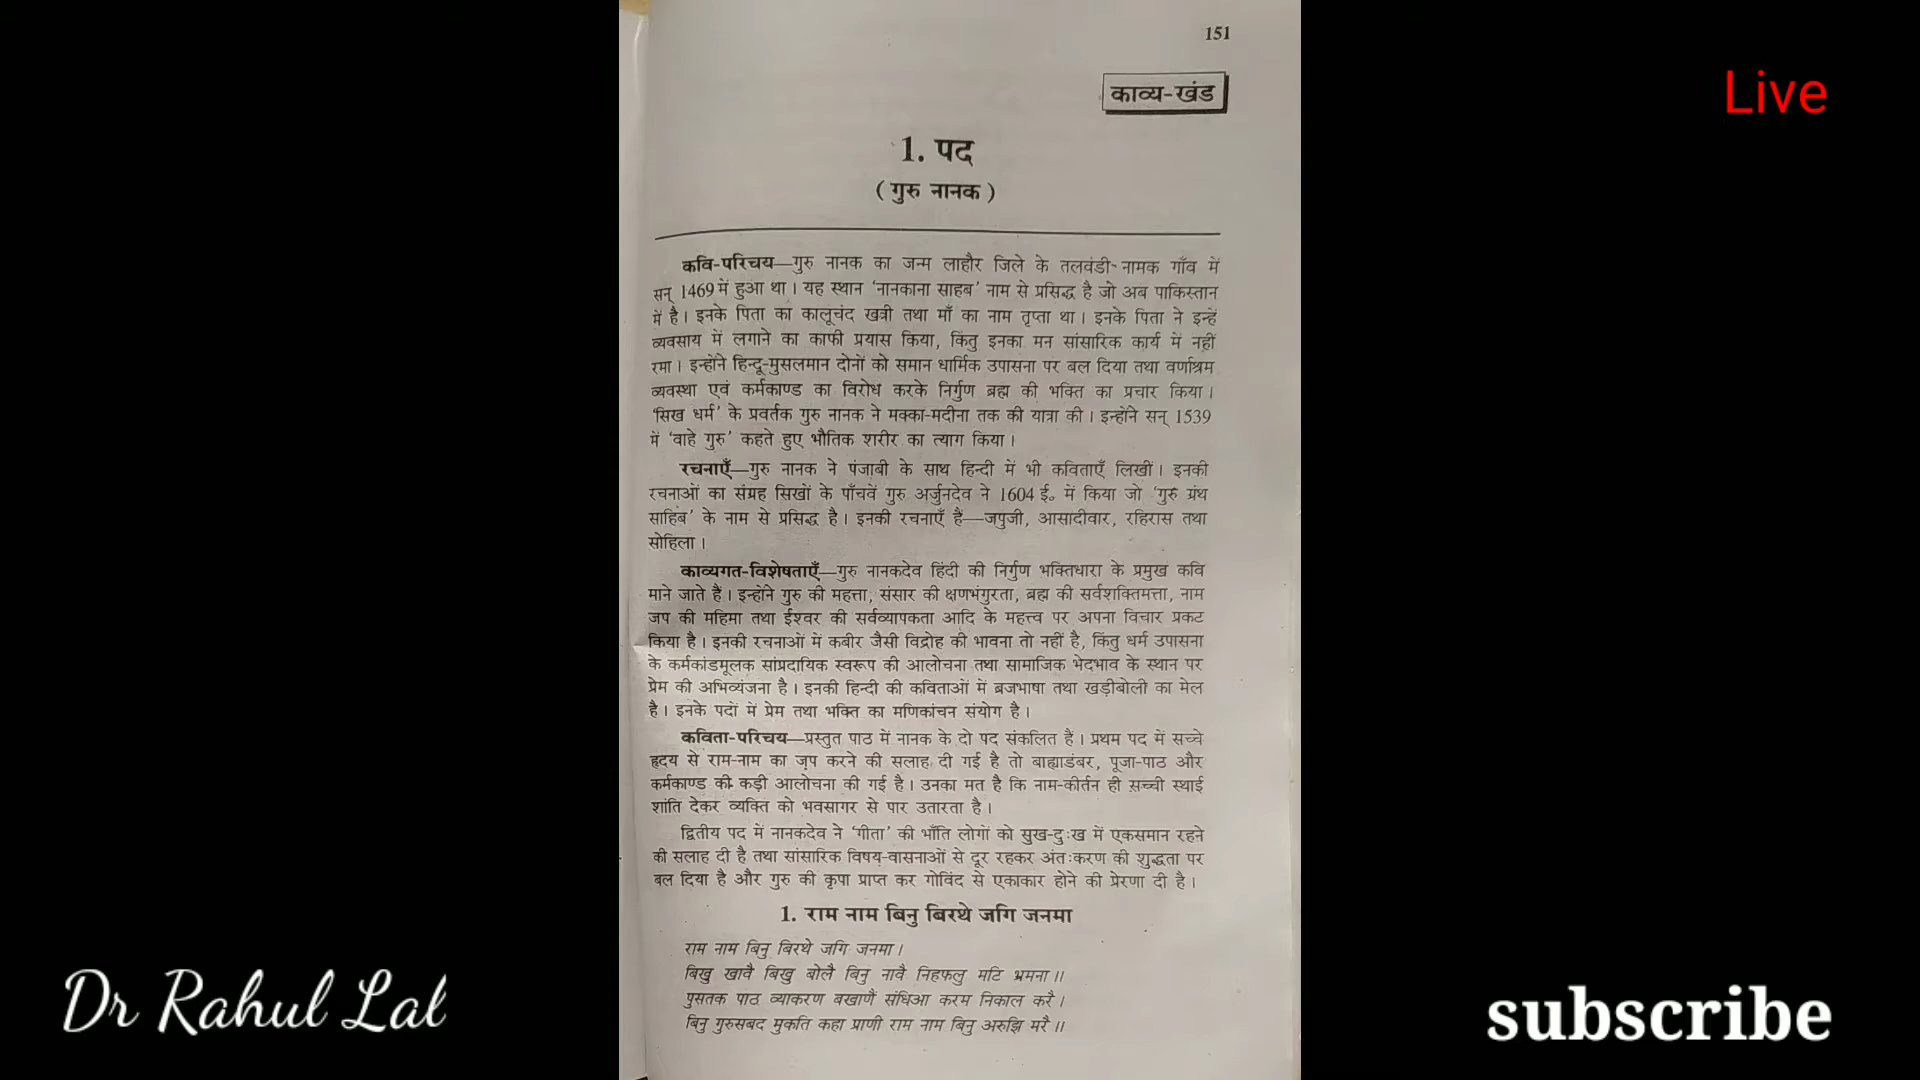 151
काव्य-खंड
Live
1. पद
( गुरु नानक )
कवि-परिचय—गुरु नानक का जन्म लाहौर जिले के तलवंडी नामक गाँव में
सन् 1469 में हुआ था। यह स्थान 'नानकाना साहब' नाम से प्रसिद्ध है जो अब पाकिस्तान
में है। इनके पिता का कालूचंद खत्री तथा माँ का नाम तृप्ता था। इनके पिता ने इन्हें
व्यवसाय में लगाने का काफी प्रयास किया, किंतु इनका मन सांसारिक कार्य में नहीं
रमा। इन्होंने हिन्दू-मुसलमान दोनों को समान धार्मिक उपासना पर बल दिया तथा वर्णाश्रम
व्यवस्था एवं कर्मकाण्ड का विरोध करके निर्गुण ब्रह्म की भक्ति का प्रचार किया।
'सिख धर्म' के प्रवर्तक गुरु नानक ने मक्का-मदीना तक की यात्रा की। इन्होंने सन् 1539
में 'वाहे गुरु' कहते हुए भौतिक शरीर का त्याग किया।
रचनाएँ—गुरु नानक ने पंजाबी के साथ हिन्दी में भी कविताएँ लिखीं। इनकी
रचनाओं का संग्रह सिखों के पाँचवें गुरु अर्जुनदेव ने 1604 ई० में किया जो 'गुरु ग्रंथ
साहिब' के नाम से प्रसिद्ध है। इनकी रचनाएँ हैं—जपुजी, आसादीवार, रहिरास तथा
सोहिला।
काव्यगत-विशेषताएँ—गुरु नानकदेव हिंदी की निर्गुण भक्तिधारा के प्रमुख कवि
माने जाते हैं। इन्होंने गुरु की महत्ता, संसार की क्षणभंगुरता, ब्रह्म की सर्वशक्तिमत्ता, नाम
जप की महिमा तथा ईश्वर की सर्वव्यापकता आदि के महत्त्व पर अपना विचार प्रकट
किया है। इनकी रचनाओं में कबीर जैसी विद्रोह की भावना तो नहीं है, किंतु धर्म उपासना
के कर्मकांडमूलक सांप्रदायिक स्वरूप की आलोचना तथा सामाजिक भेदभाव के स्थान पर
प्रेम की अभिव्यंजना है। इनकी हिन्दी की कविताओं में ब्रजभाषा तथा खड़ीबोली का मेल
है। इनके पदों में प्रेम तथा भक्ति का मणिकांचन संयोग है।
कविता-परिचय—प्रस्तुत पाठ में नानक के दो पद संकलित हैं। प्रथम पद में सच्चे
हृदय से राम-नाम का जप करने की सलाह दी गई है तो बाह्याडंबर, पूजा-पाठ और
कर्मकाण्ड की कड़ी आलोचना की गई है। उनका मत है कि नाम-कीर्तन ही सच्ची स्थाई
शांति देकर व्यक्ति को भवसागर से पार उतारता है।
द्वितीय पद में नानकदेव ने 'गीता' की भाँति लोगों को सुख-दुःख में एकसमान रहने
की सलाह दी है तथा सांसारिक विषय-वासनाओं से दूर रहकर अंतःकरण की शुद्धता पर
बल दिया है और गुरु की कृपा प्राप्त कर गोविंद से एकाकार होने की प्रेरणा दी है।
1. राम नाम बिनु बिरथे जगि जनमा
राम नाम बिनु बिरथे जगि जनमा।
बिखु खावै बिखु बोलै बिनु नावै निहफलु मटि भ्रमना॥
पुसतक पाठ व्याकरण बखाणैं संधिआ करम निकाल करै।
बिनु गुरुसबद मुकति कहा प्राणी राम नाम बिनु अरुझि मरै॥
Dr Rahul Lal
subscribe